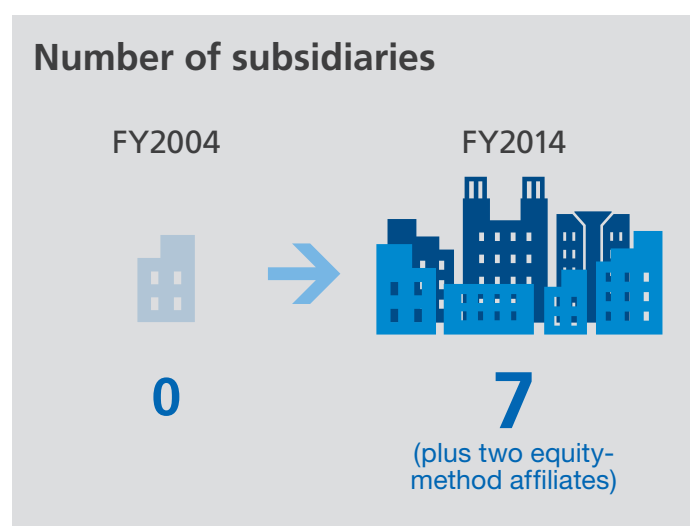 Number of subsidiaries
FY2004
FY2014
0
7
(plus two equity-
method affiliates)